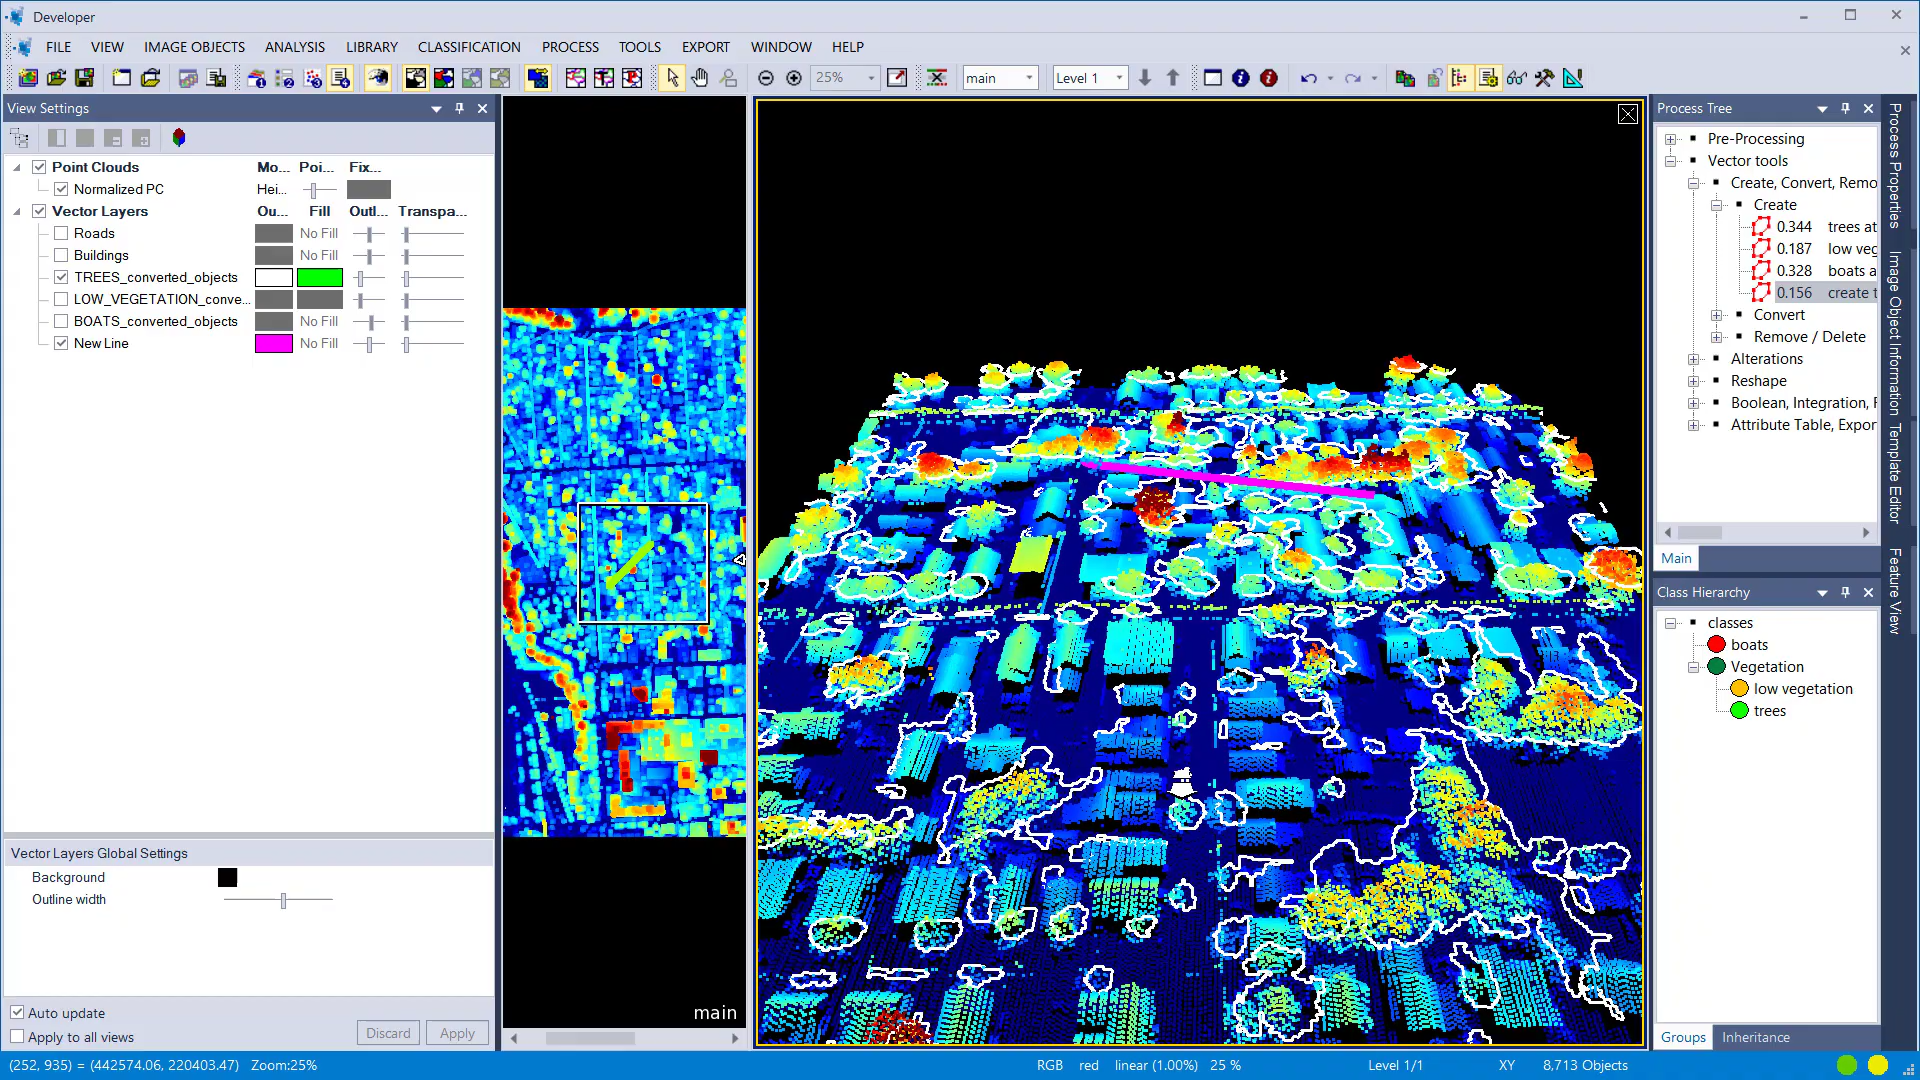 Developer
FILE VIEW IMAGE OBJECTS ANALYSIS LIBRARY CLASSIFICATION PROCESS TOOLS EXPORT WINDOW HELP
25% main Level 1
View Settings
Point Clouds Mo... Poi... Fix...
Normalized PC Hei...
Vector Layers Ou... Fill Outl... Transpa...
Roads No Fill
Buildings No Fill
TREES_converted_objects
LOW_VEGETATION_conve...
BOATS_converted_objects No Fill
New Line No Fill
Vector Layers Global Settings
Background
Outline width
Auto update
Apply to all views
Discard Apply
main
Process Tree
Pre-Processing
Vector tools
Create, Convert, Remo
Create
0.344 trees at
0.187 low veg
0.328 boats a
0.156 create t
Convert
Remove / Delete
Alterations
Reshape
Boolean, Integration, F
Attribute Table, Expor
Main
Class Hierarchy
classes
boats
Vegetation
low vegetation
trees
Groups Inheritance
Process Properties
Image Object Information
Template Editor
Feature View
(252, 935) = (442574.06, 220403.47) Zoom:25%
RGB red linear (1.00%) 25 % Level 1/1 XY 8,713 Objects